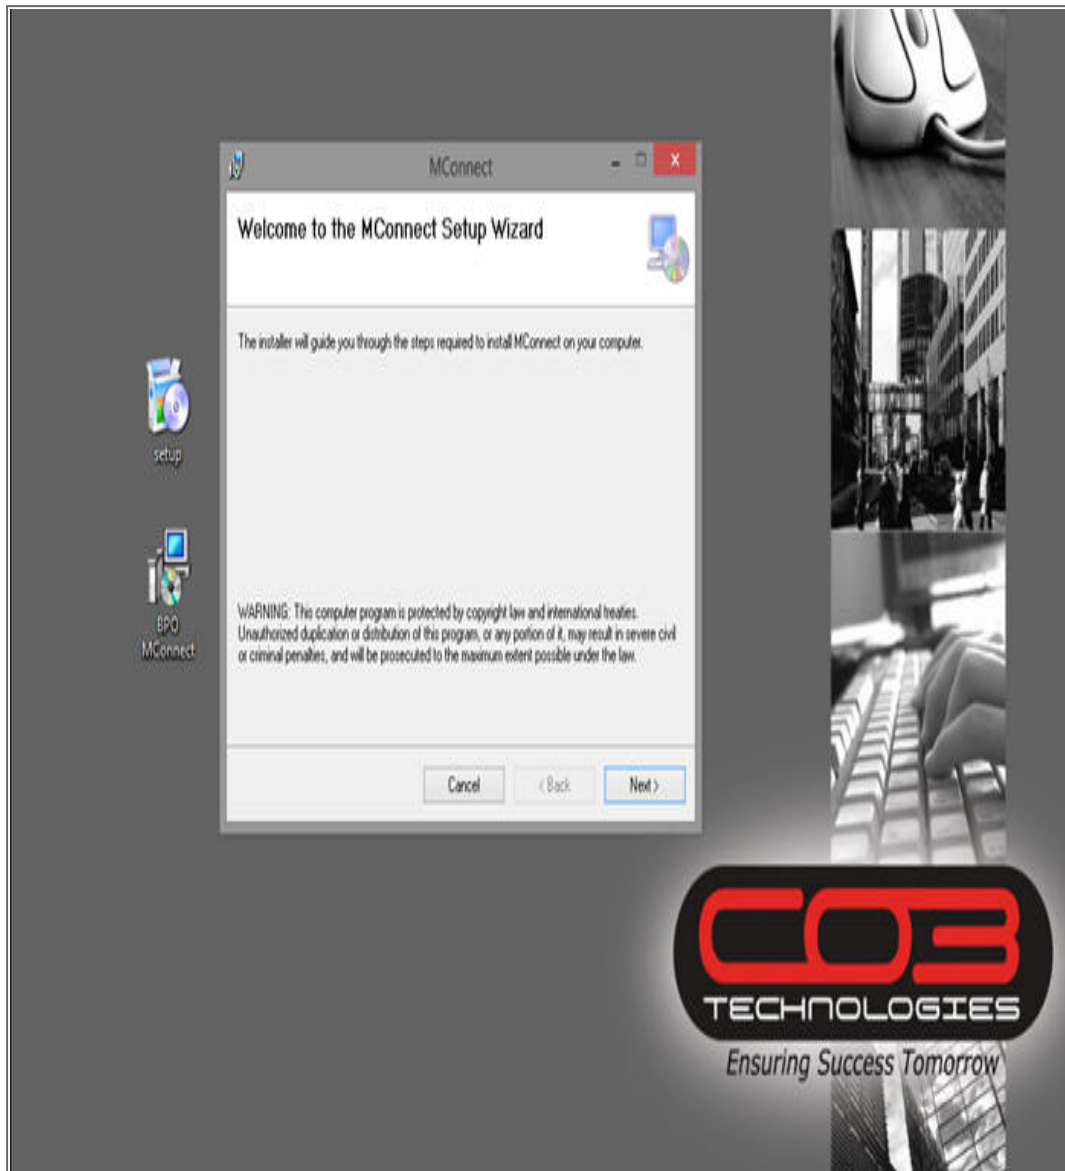 MConnect
Welcome to the MConnect Setup Wizard
The installer will guide you through the steps required to install MConnect on your computer.
setup
BPO
MConnect
WARNING: This computer program is protected by copyright law and international treaties.
Unauthorized duplication or distribution of this program, or any portion of it, may result in severe civil
or criminal penalties, and will be prosecuted to the maximum extent possible under the law.
Cancel
< Back
Next >
CO3
TECHNOLOGIES
Ensuring Success Tomorrow